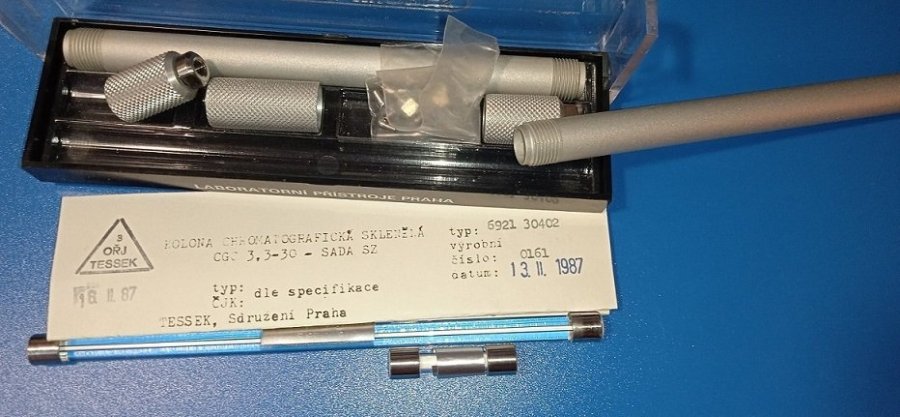 LABORATORNÍ PŘÍSTROJE PRAHA
3
OŘJ
TESSEK
16. II. 87
KOLONA CHROMATOGRAFICKÁ SKLENĚNÁ
CGC 3,3-30 - SADA SZ
typ: dle specifikace
ČJK:
TESSEK, Sdružení Praha
typ: 6921 30402
výrobní
číslo: 0161
datum: 13. II. 1987